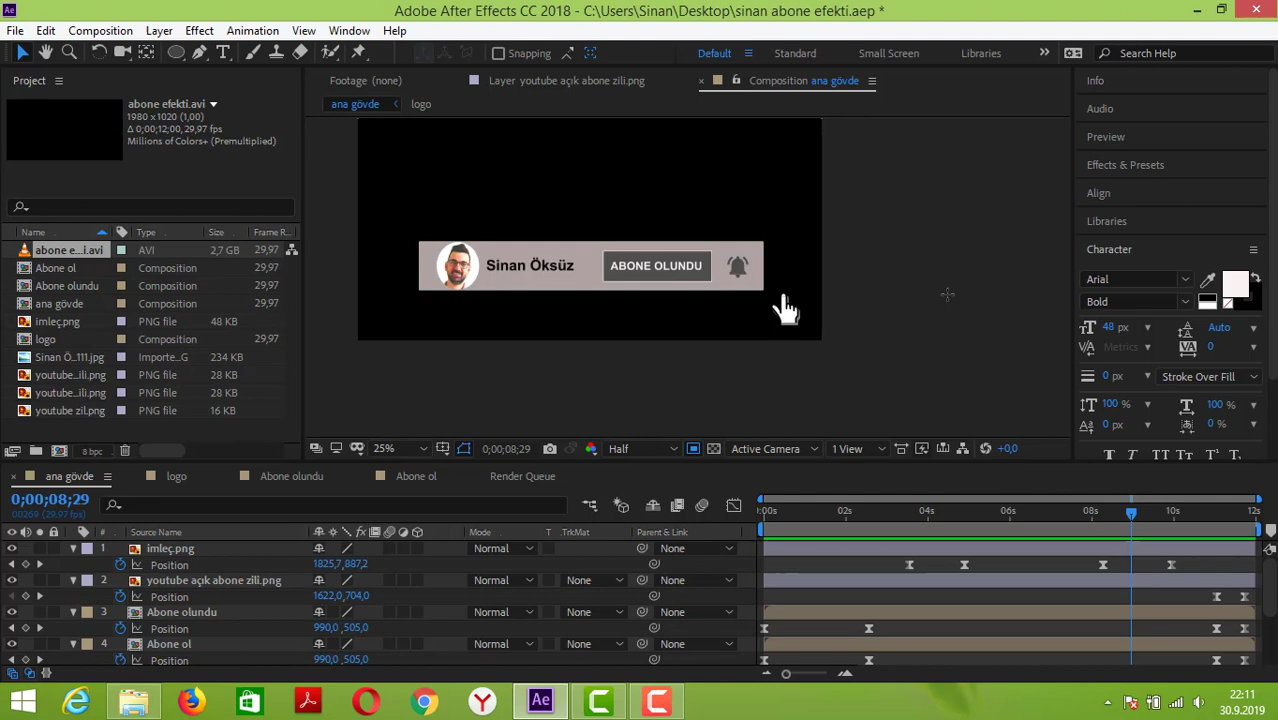 Adobe After Effects CC 2018 - C:\Users\Sinan\Desktop\sinan abone efekti.aep *
File Edit Composition Layer Effect Animation View Window Help
Snapping Default Standard Small Screen Libraries Search Help
Project
Footage (none) Layer youtube açık abone zili.png Composition ana gövde
ana gövde logo
abone efekti.avi
1980 x 1020 (1,00)
Δ 0;00;12;00, 29,97 fps
Millions of Colors+ (Premultiplied)
Name Type Size Frame R...
abone e...i.avi AVI 2,7 GB 29,97
Abone ol Composition 29,97
Abone olundu Composition 29,97
ana gövde Composition 29,97
imleç.png PNG file 48 KB
logo Composition 29,97
Sinan Ö...111.jpg Importe...G 234 KB
youtube...ili.png PNG file 28 KB
youtube...ili.png PNG file 28 KB
youtube zil.png PNG file 16 KB
8 bpc
Sinan Öksüz ABONE OLUNDU
25% 0;00;08;29 Half Active Camera 1 View +0,0
Info
Audio
Preview
Effects & Presets
Align
Libraries
Character
Arial
Bold
48 px Auto
Metrics 0
0 px Stroke Over Fill
100 % 100 %
0 px 0 %
ana gövde logo Abone olundu Abone ol Render Queue
0;00;08;29
00269 (29.97 fps)
:00s 02s 04s 06s 08s 10s 12s
# Source Name Mode T .TrkMat Parent & Link
1 imleç.png Normal None
Position 1825,7,887,2
2 youtube açık abone zili.png Normal None None
Position 1622,0,704,0
3 Abone olundu Normal None None
Position 990,0,505,0
4 Abone ol Normal None None
Position 990,0,505,0
22:11
30.9.2019